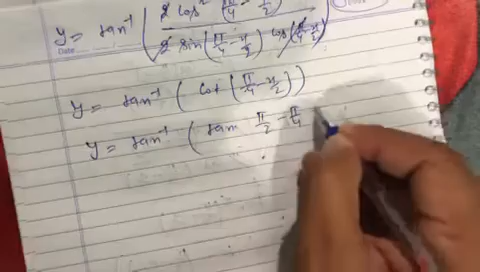 y = tan⁻¹ ( 2 cos² (π/4 - x/2) / 2 sin(π/4 - x/2) cos(π/4 - x/2) )
y = tan⁻¹ ( cot (π/4 - x/2) )
y = tan⁻¹ ( tan π/2 - π/4